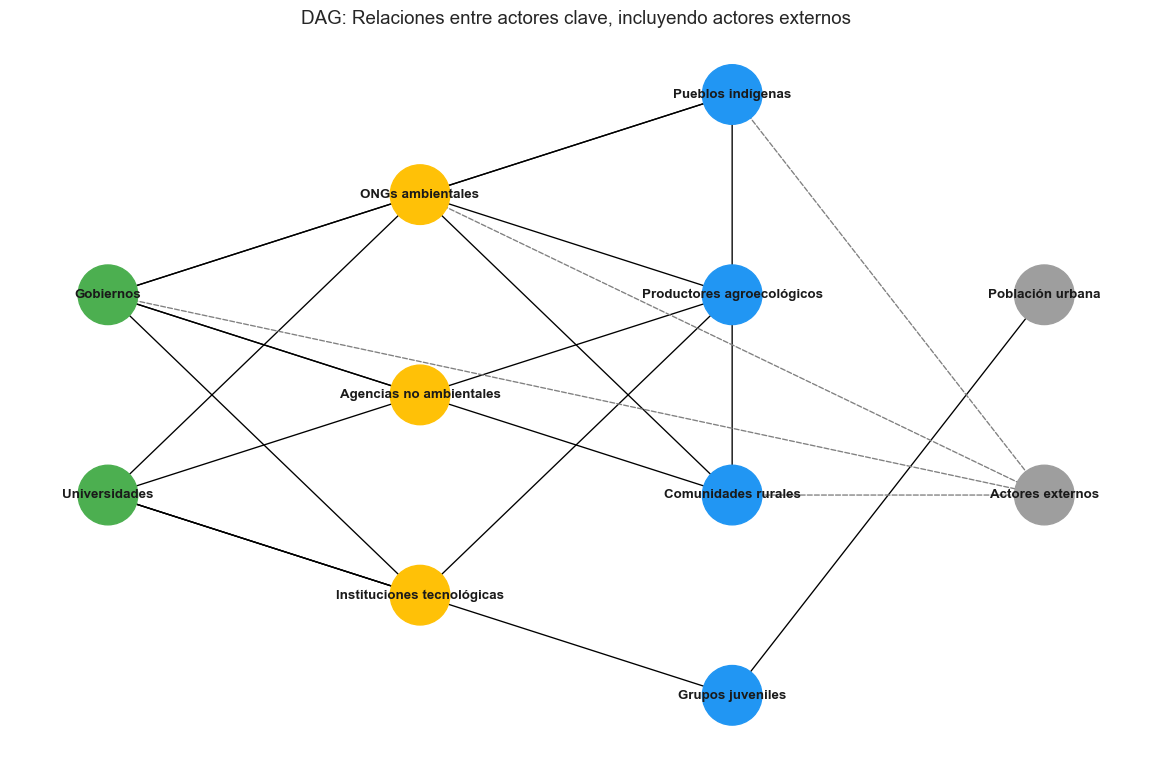 DAG: Relaciones entre actores clave, incluyendo actores externos
Pueblos indígenas
ONGs ambientales
Gobiernos
Productores agroecológicos
Población urbana
Agencias no ambientales
Universidades
Comunidades rurales
Actores externos
Instituciones tecnológicas
Grupos juveniles